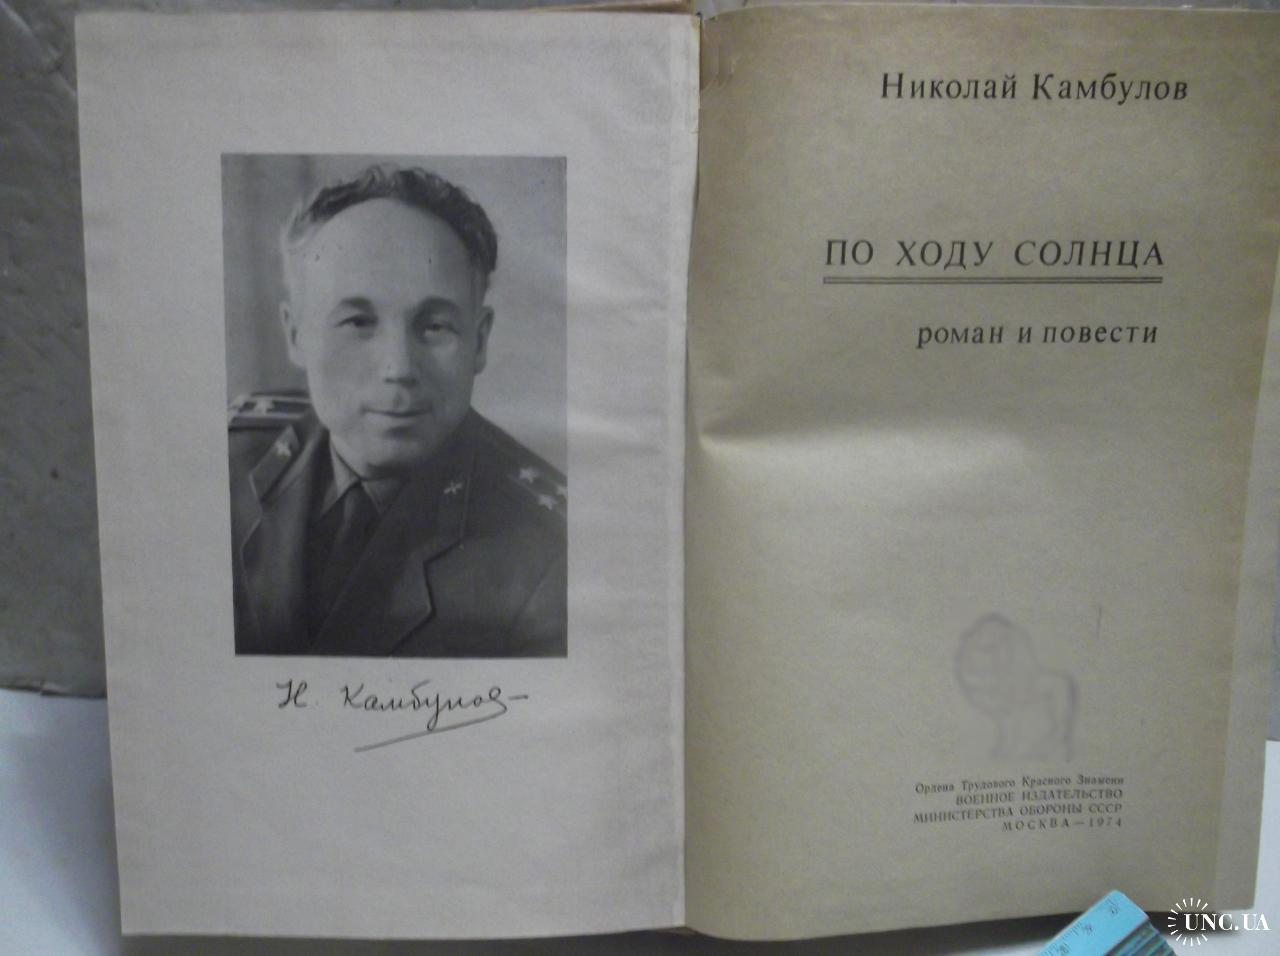 Н. Камбулов
Николай Камбулов
ПО ХОДУ СОЛНЦА
роман и повести
Ордена Трудового Красного Знамени
ВОЕННОЕ ИЗДАТЕЛЬСТВО
МИНИСТЕРСТВА ОБОРОНЫ СССР
МОСКВА—1974
UNC.UA